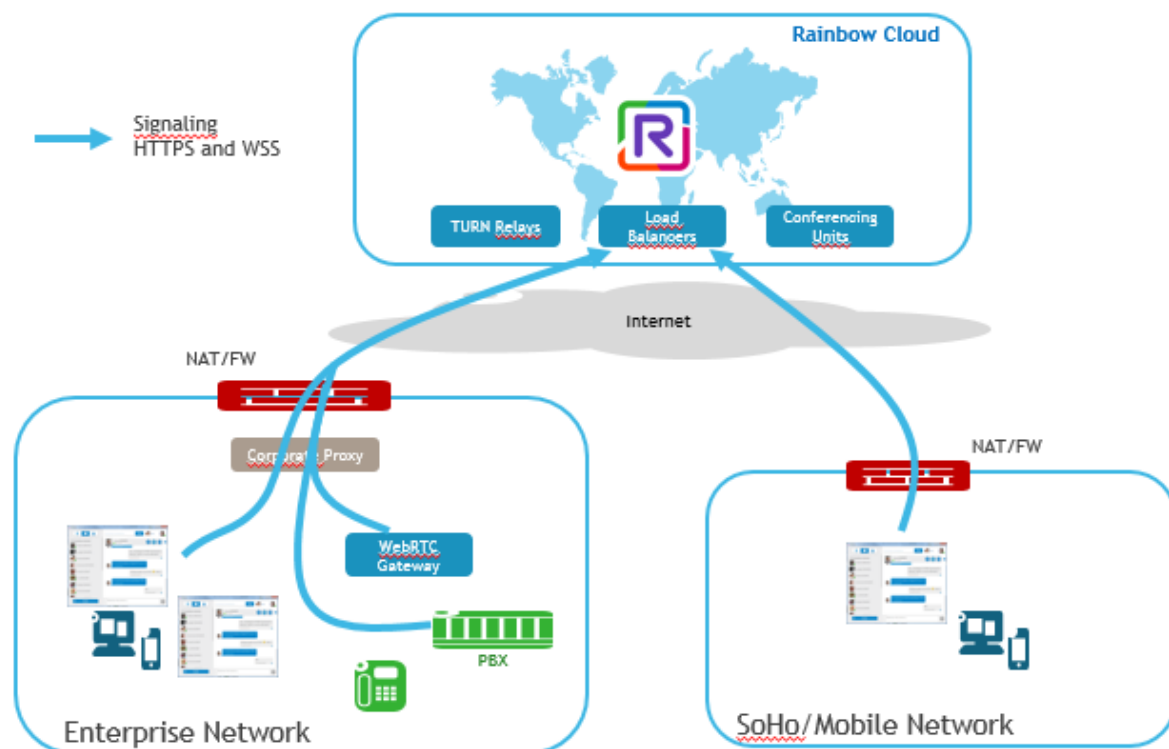 Rainbow Cloud
Signaling
HTTPS and WSS
R
TURN Relays
Load
Balancers
Conferencing
Units
Internet
NAT/FW
NAT/FW
Corporate Proxy
WebRTC
Gateway
PBX
Enterprise Network
SoHo/Mobile Network